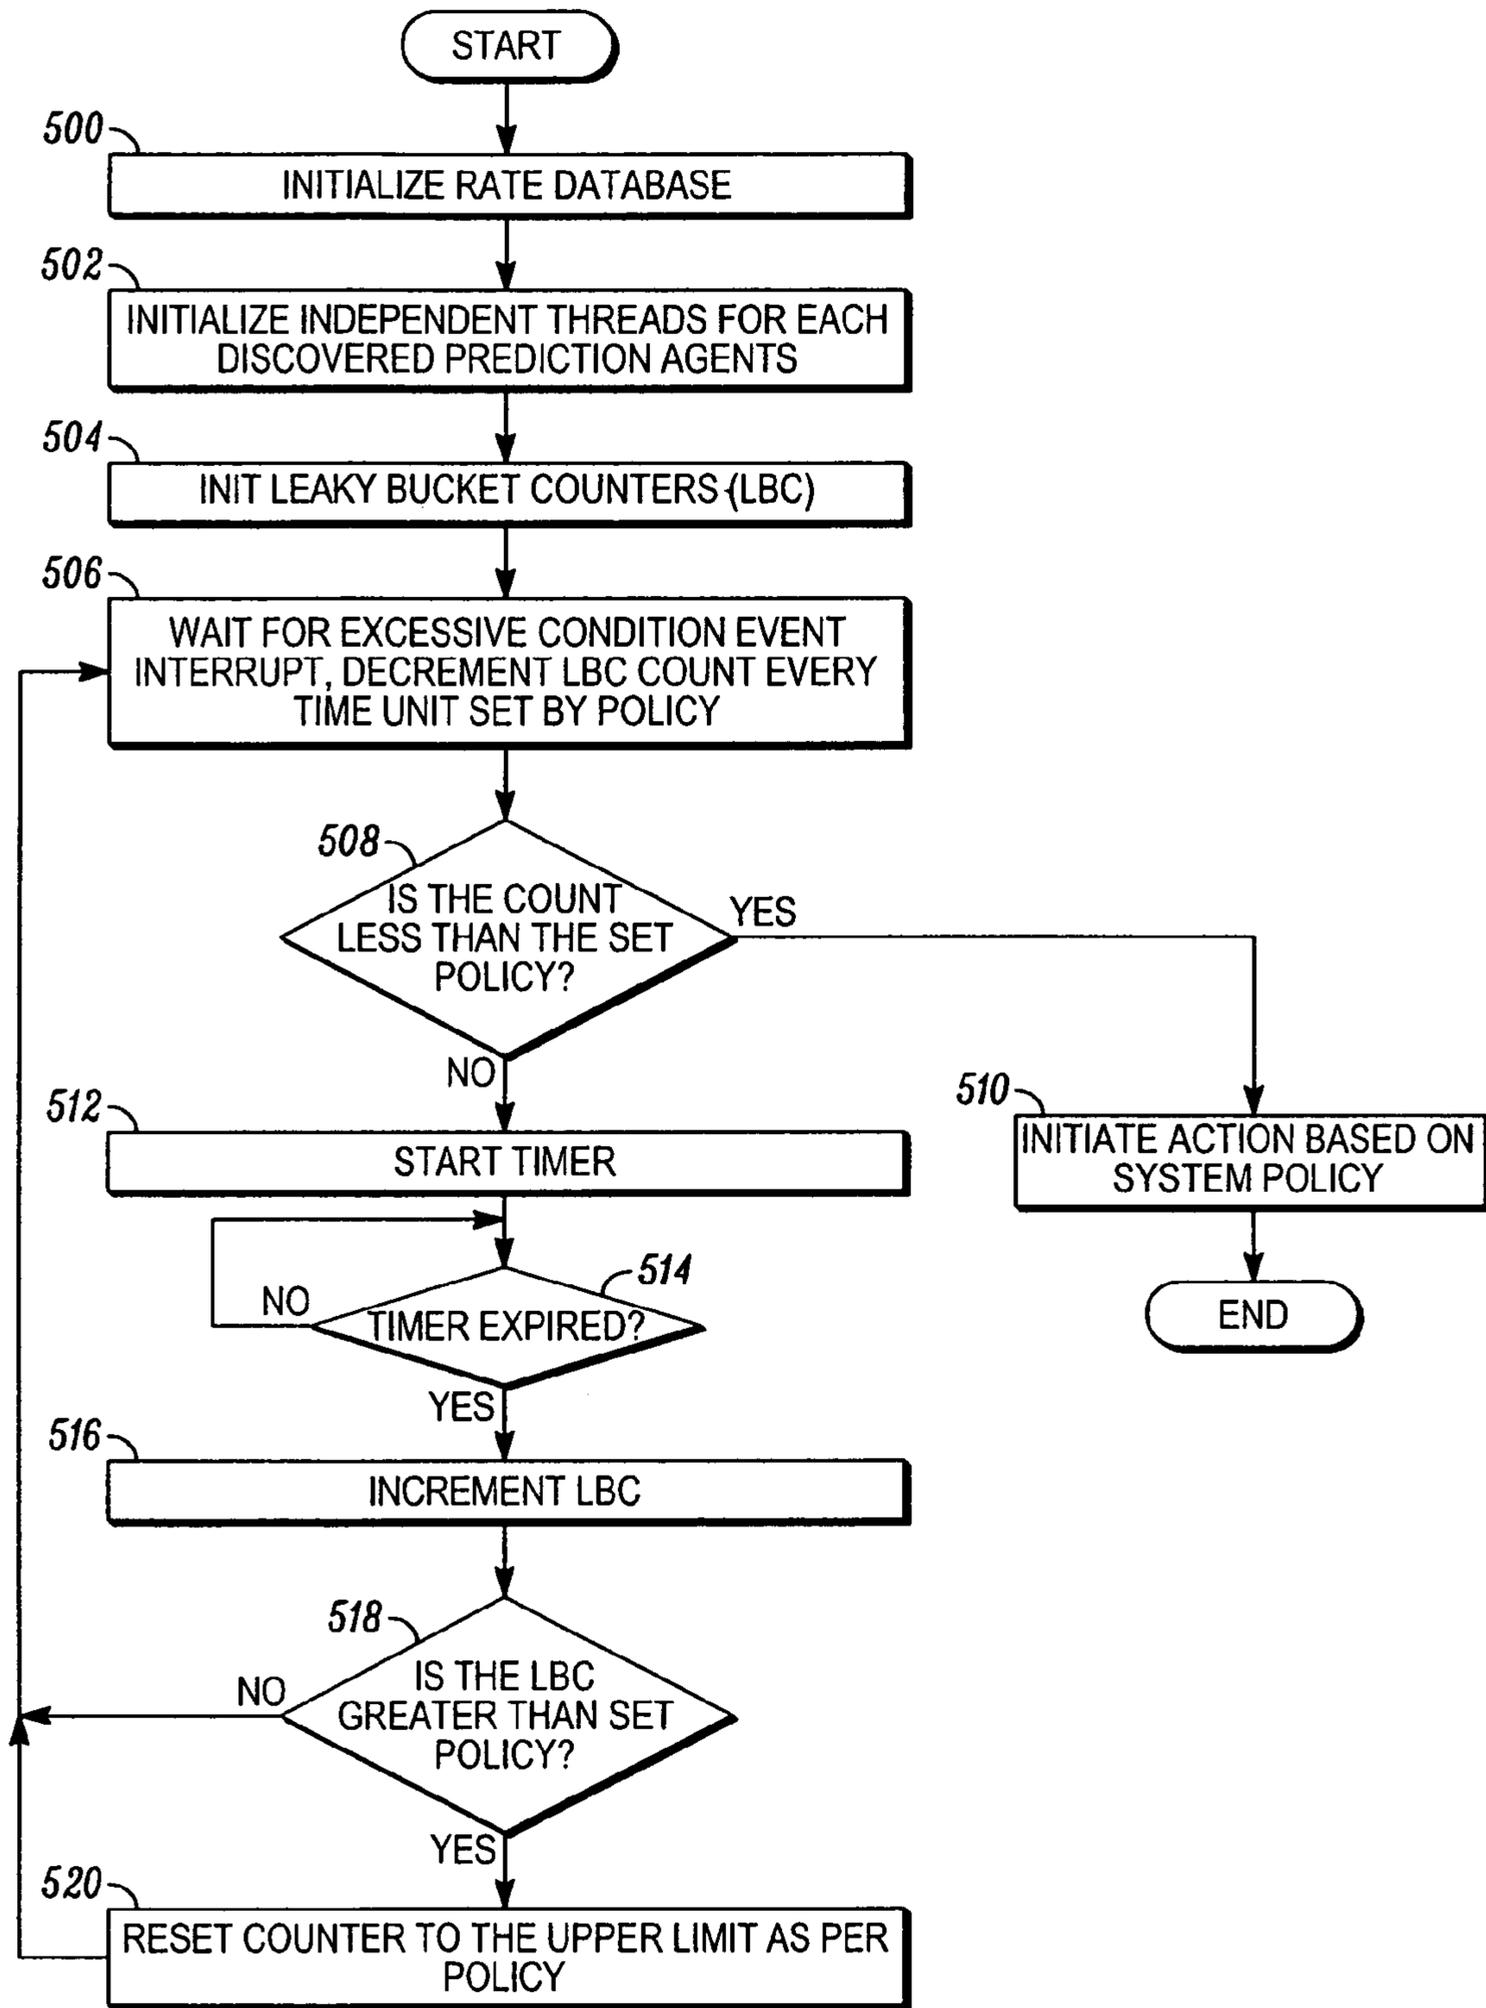 START
500
INITIALIZE RATE DATABASE
502
INITIALIZE INDEPENDENT THREADS FOR EACH
DISCOVERED PREDICTION AGENTS
504
INIT LEAKY BUCKET COUNTERS (LBC)
506
WAIT FOR EXCESSIVE CONDITION EVENT
INTERRUPT, DECREMENT LBC COUNT EVERY
TIME UNIT SET BY POLICY
508
IS THE COUNT
LESS THAN THE SET
POLICY?
YES
NO
510
INITIATE ACTION BASED ON
SYSTEM POLICY
END
512
START TIMER
514
TIMER EXPIRED?
NO
YES
516
INCREMENT LBC
518
IS THE LBC
GREATER THAN SET
POLICY?
NO
YES
520
RESET COUNTER TO THE UPPER LIMIT AS PER
POLICY